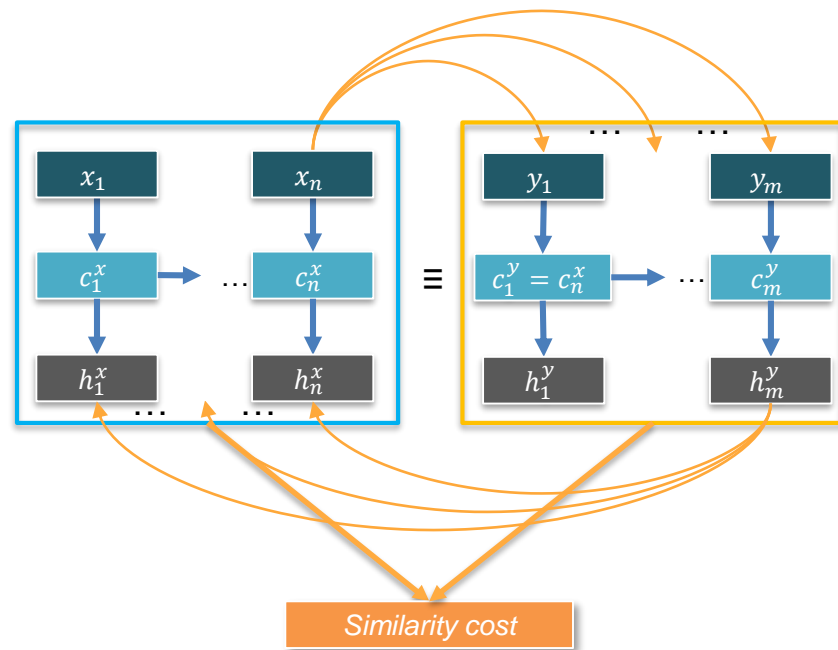 ... ...
x₁ xₙ y₁ yₘ
c₁ˣ ... cₙˣ ≡ c₁ʸ = cₙˣ ... cₘʸ
h₁ˣ hₙˣ h₁ʸ hₘʸ
... ...
Similarity cost